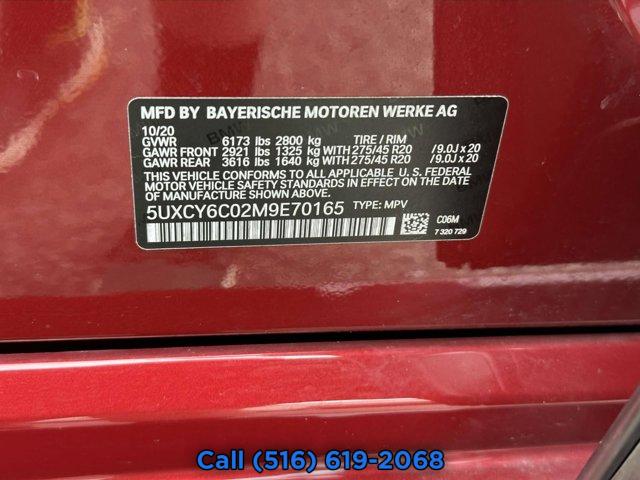 MFD BY BAYERISCHE MOTOREN WERKE AG
10/20
GVWR 6173 lbs 2800 kg TIRE / RIM
GAWR FRONT 2921 lbs 1325 kg WITH 275/45 R20 /9.0J x 20
GAWR REAR 3616 lbs 1640 kg WITH 275/45 R20 /9.0J x 20
THIS VEHICLE CONFORMS TO ALL APPLICABLE U. S. FEDERAL
MOTOR VEHICLE SAFETY STANDARDS IN EFFECT ON THE
DATE OF MANUFACTURE SHOWN ABOVE.
5UXCY6C02M9E70165 TYPE: MPV
C06M
7 320 729
Call (516) 619-2068